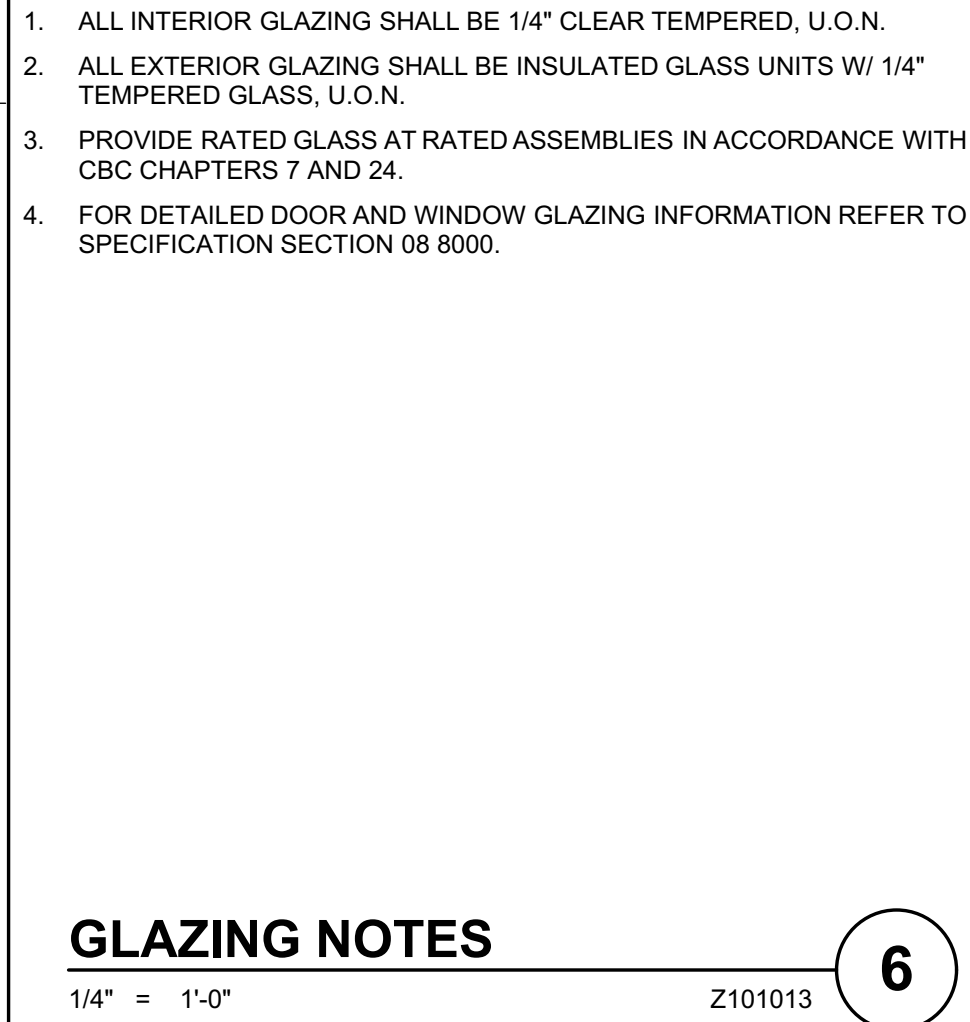 1. ALL INTERIOR GLAZING SHALL BE 1/4" CLEAR TEMPERED, U.O.N.
2. ALL EXTERIOR GLAZING SHALL BE INSULATED GLASS UNITS W/ 1/4"
TEMPERED GLASS, U.O.N.
3. PROVIDE RATED GLASS AT RATED ASSEMBLIES IN ACCORDANCE WITH
CBC CHAPTERS 7 AND 24.
4. FOR DETAILED DOOR AND WINDOW GLAZING INFORMATION REFER TO
SPECIFICATION SECTION 08 8000.
GLAZING NOTES
6
1/4" = 1'-0" Z101013